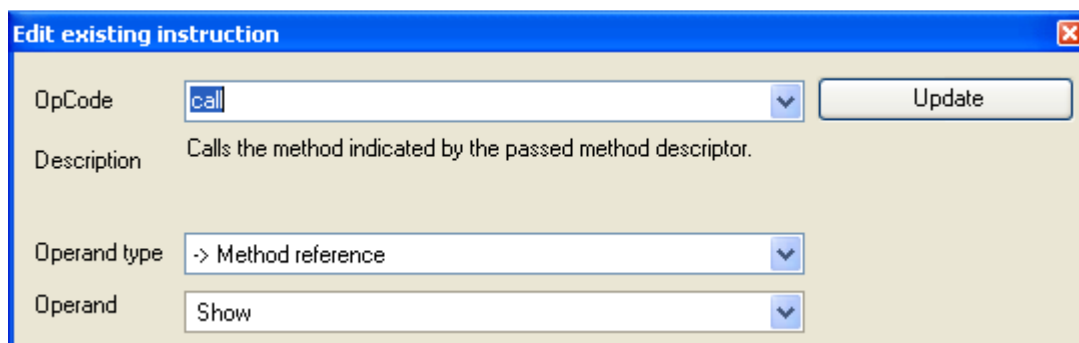 Edit existing instruction
OpCode call Update
Description Calls the method indicated by the passed method descriptor.
Operand type -> Method reference
Operand Show